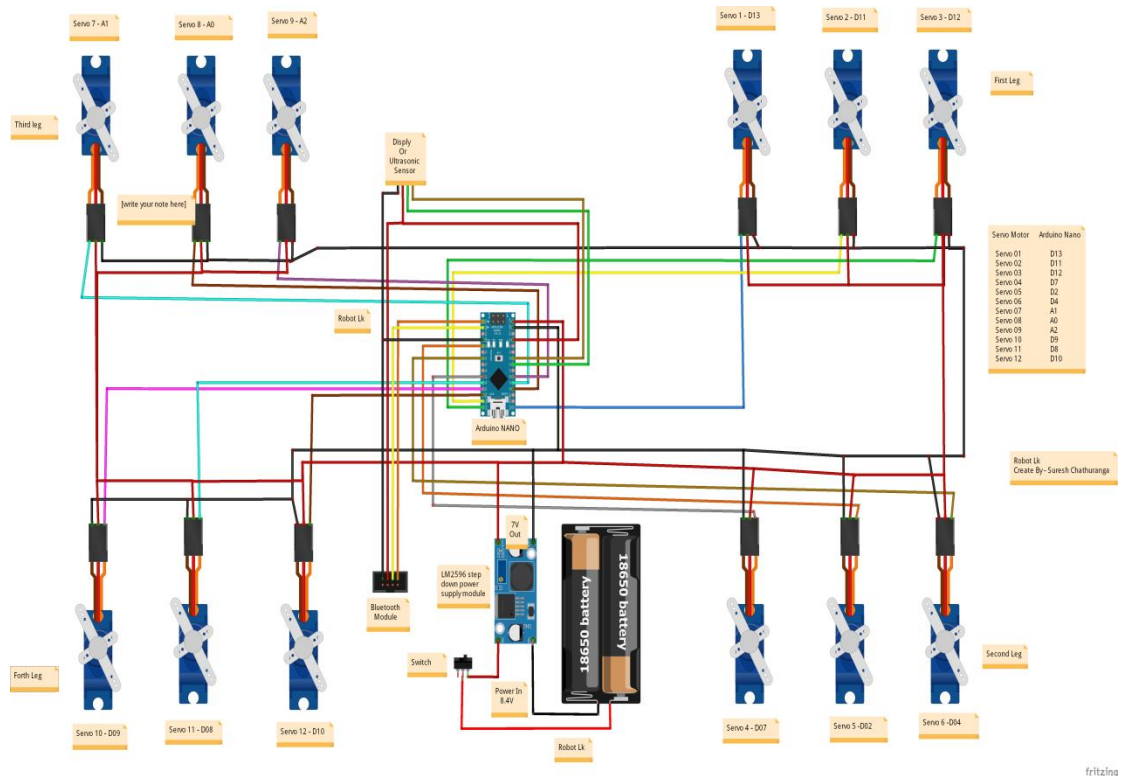 Servo 7 - A1
Servo 8 - A0
Servo 9 - A2
Servo 1 - D13
Servo 2 - D11
Servo 3 - D12
Third leg
First Leg
Disply
Or
Ultrasonic
Sensor
[write your note here]
Servo Motor Arduino Nano
Servo 01 D13
Servo 02 D11
Servo 03 D12
Servo 04 D7
Servo 05 D2
Servo 06 D4
Servo 07 A1
Servo 08 A0
Servo 09 A2
Servo 10 D9
Servo 11 D8
Servo 12 D10
Robot Lk
Arduino NANO
Robot Lk
Create By - Suresh Chathuranga
7V
Out
LM2596 step
down power
supply module
18650 battery
18650 battery
Bluetooth
Module
Switch
Power In
8.4V
Robot Lk
Forth Leg
Second Leg
Servo 10 - D09
Servo 11 - D08
Servo 12 - D10
Servo 4 - D07
Servo 5 -D02
Servo 6 -D04
fritzing